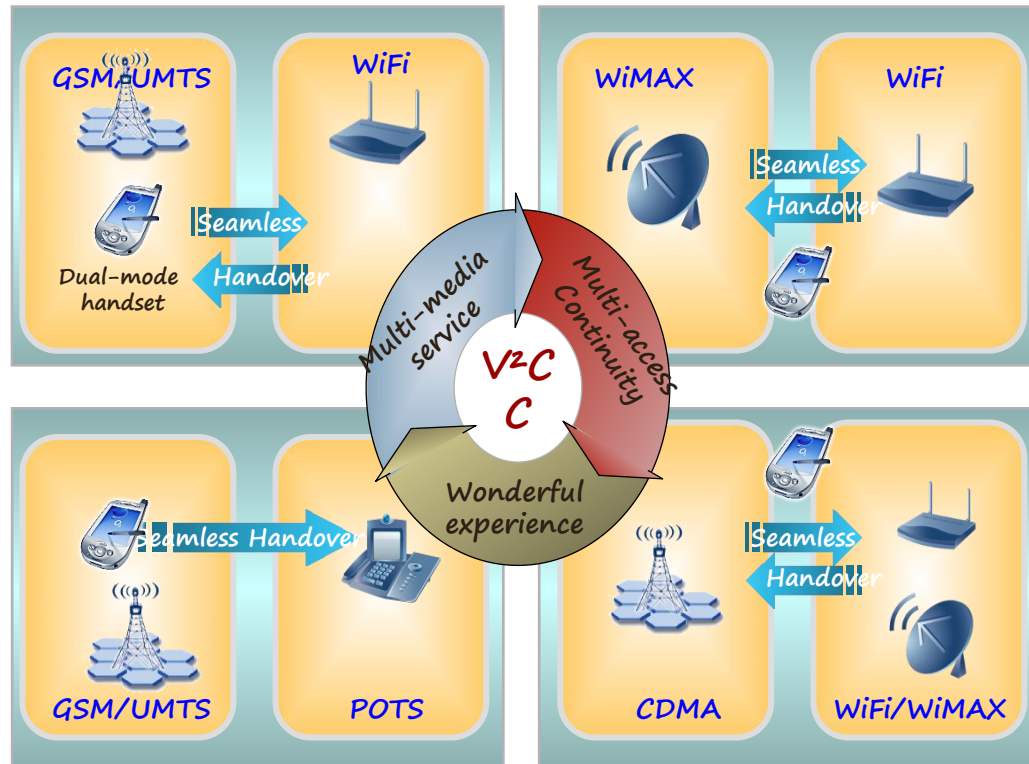 GSM/UMTS
WiFi
Seamless
Handover
Dual-mode
handset
WiMAX
WiFi
Seamless
Handover
Multi-media
service
Multi-access
Continuity
V²C
C
Wonderful
experience
Seamless Handover
GSM/UMTS
POTS
Seamless
Handover
CDMA
WiFi/WiMAX